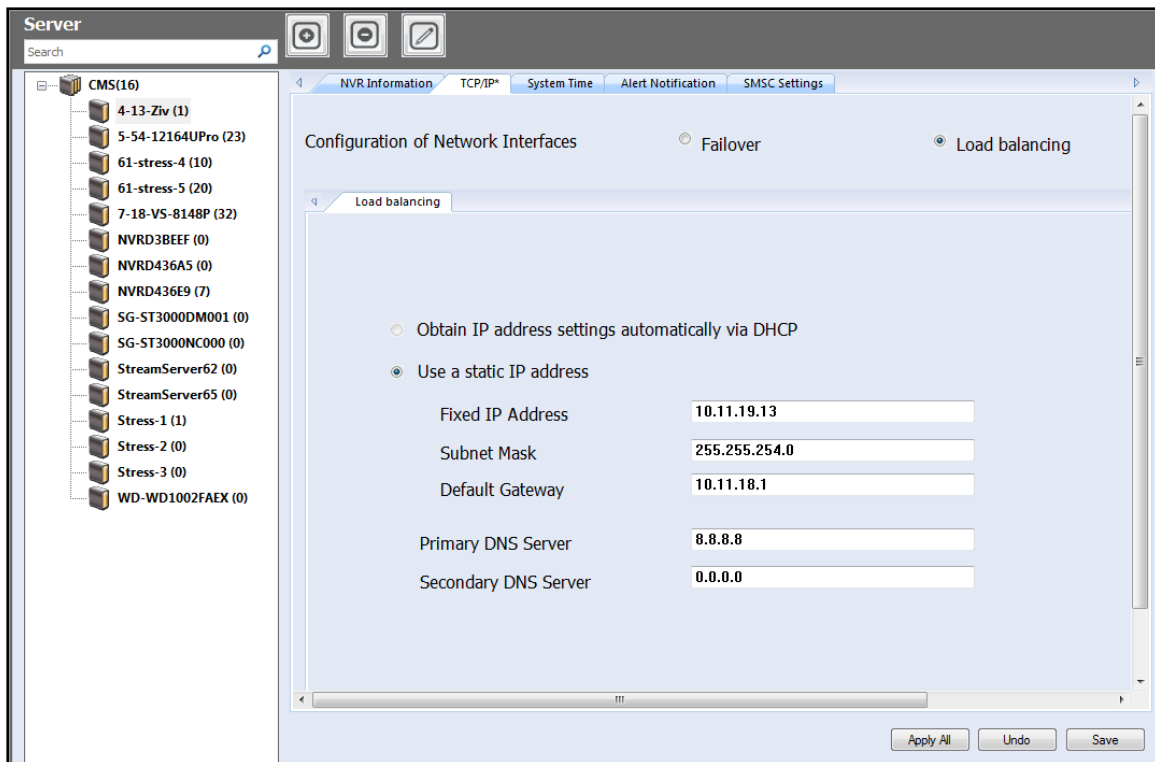 Server
Search
CMS(16)
4-13-Ziv (1)
5-54-12164UPro (23)
61-stress-4 (10)
61-stress-5 (20)
7-18-VS-8148P (32)
NVRD3BEEF (0)
NVRD436A5 (0)
NVRD436E9 (7)
SG-ST3000DM001 (0)
SG-ST3000NC000 (0)
StreamServer62 (0)
StreamServer65 (0)
Stress-1 (1)
Stress-2 (0)
Stress-3 (0)
WD-WD1002FAEX (0)
NVR Information TCP/IP* System Time Alert Notification SMSC Settings
Configuration of Network Interfaces Failover Load balancing
Load balancing
Obtain IP address settings automatically via DHCP
Use a static IP address
Fixed IP Address 10.11.19.13
Subnet Mask 255.255.254.0
Default Gateway 10.11.18.1
Primary DNS Server 8.8.8.8
Secondary DNS Server 0.0.0.0
Apply All Undo Save